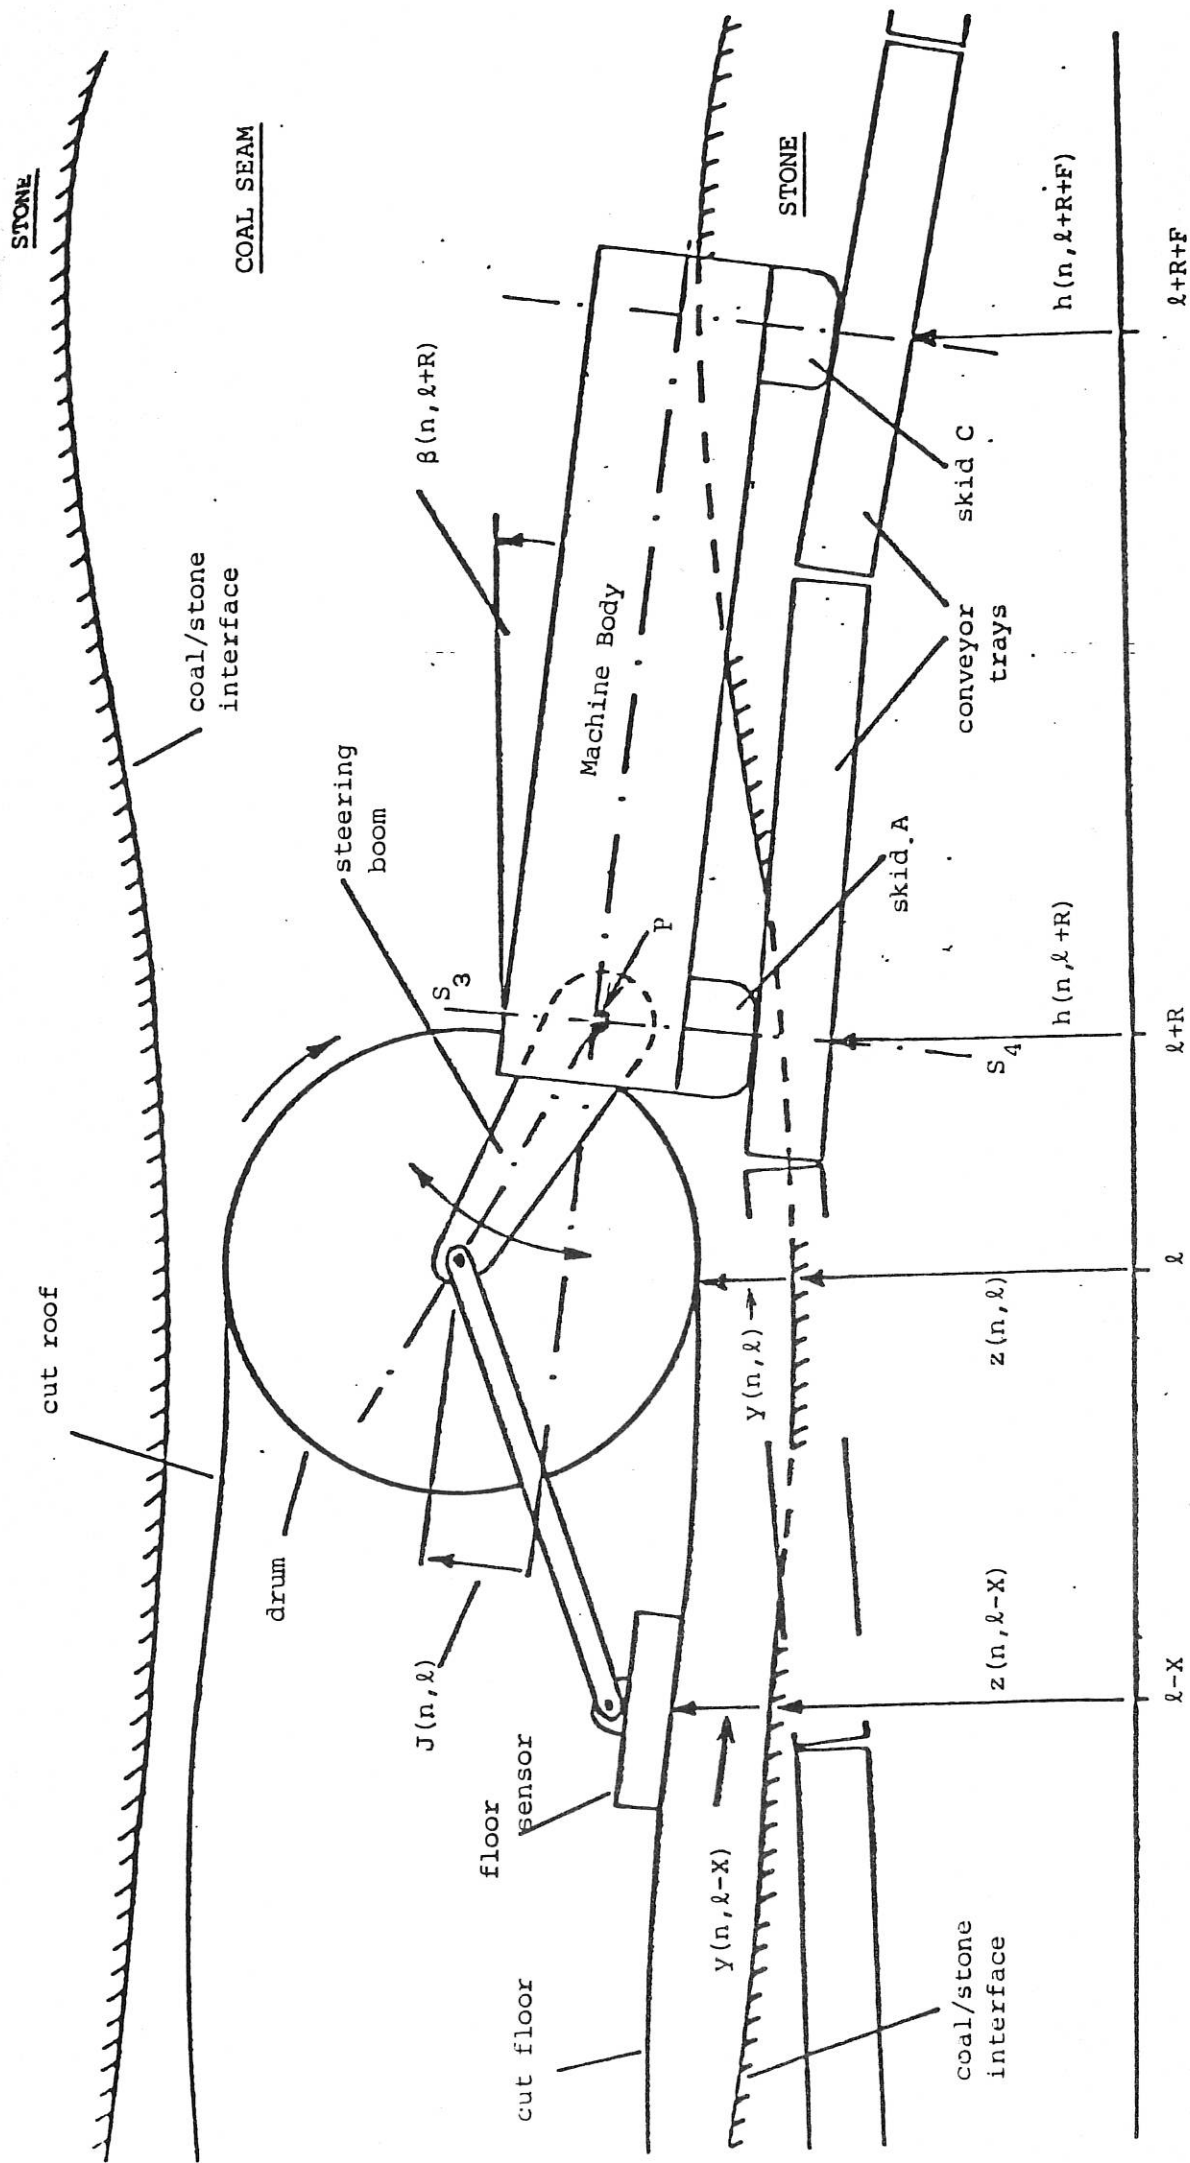 STONE
COAL SEAM
coal/stone
interface
cut roof
steering
boom
β(n,ℓ+R)
drum
S3
Machine Body
P
STONE
J(n,ℓ)
floor
sensor
skid A
skid C
conveyor
trays
cut floor
y(n,ℓ-X)
y(n,ℓ)
S4
coal/stone
interface
z(n,ℓ-X)
z(n,ℓ)
h(n,ℓ+R)
h(n,ℓ+R+F)
ℓ-X
ℓ
ℓ+R
ℓ+R+F